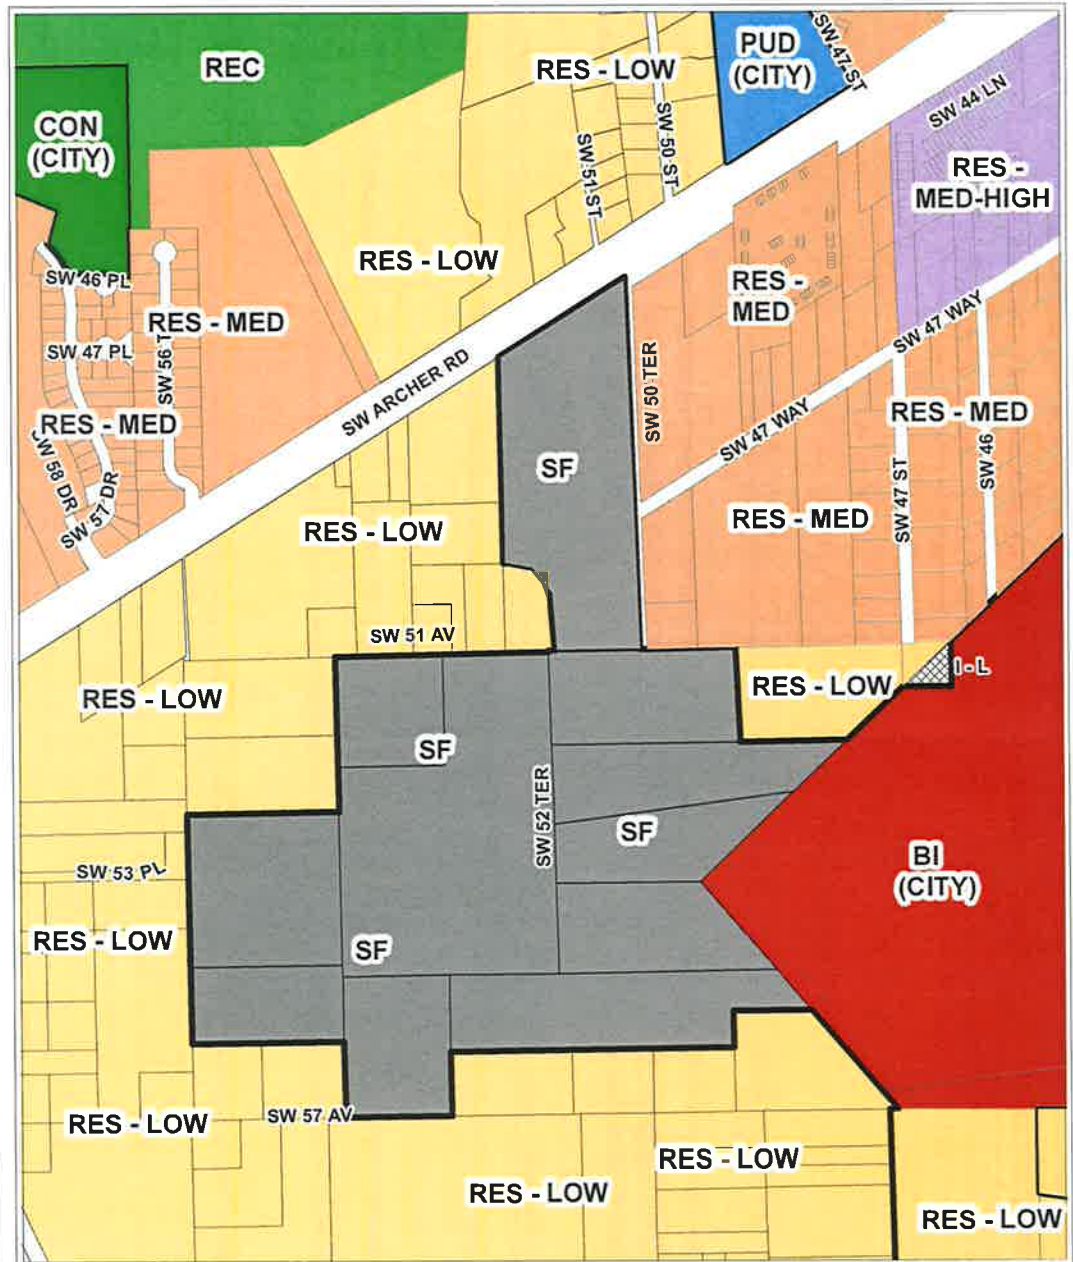 REC
RES - LOW
PUD
(CITY)
SW 47 ST
CON
(CITY)
SW 44 LN
SW 50 ST
SW 51 ST
RES -
MED-HIGH
RES - LOW
SW 46 PL
RES -
MED
RES - MED
SW 47 PL
SW 56 T
SW 47 WAY
SW ARCHER RD
SW 50 TER
RES - MED
SW 47 WAY
RES - MED
SW 58 DR
SW 57 DR
SF
SW 46
SW 47 ST
RES - LOW
RES - MED
SW 51 AV
I - L
RES - LOW
RES - LOW
SF
SW 52 TER
SF
SW 53 PL
BI
(CITY)
RES - LOW
SF
SW 57 AV
RES - LOW
RES - LOW
RES - LOW
RES - LOW